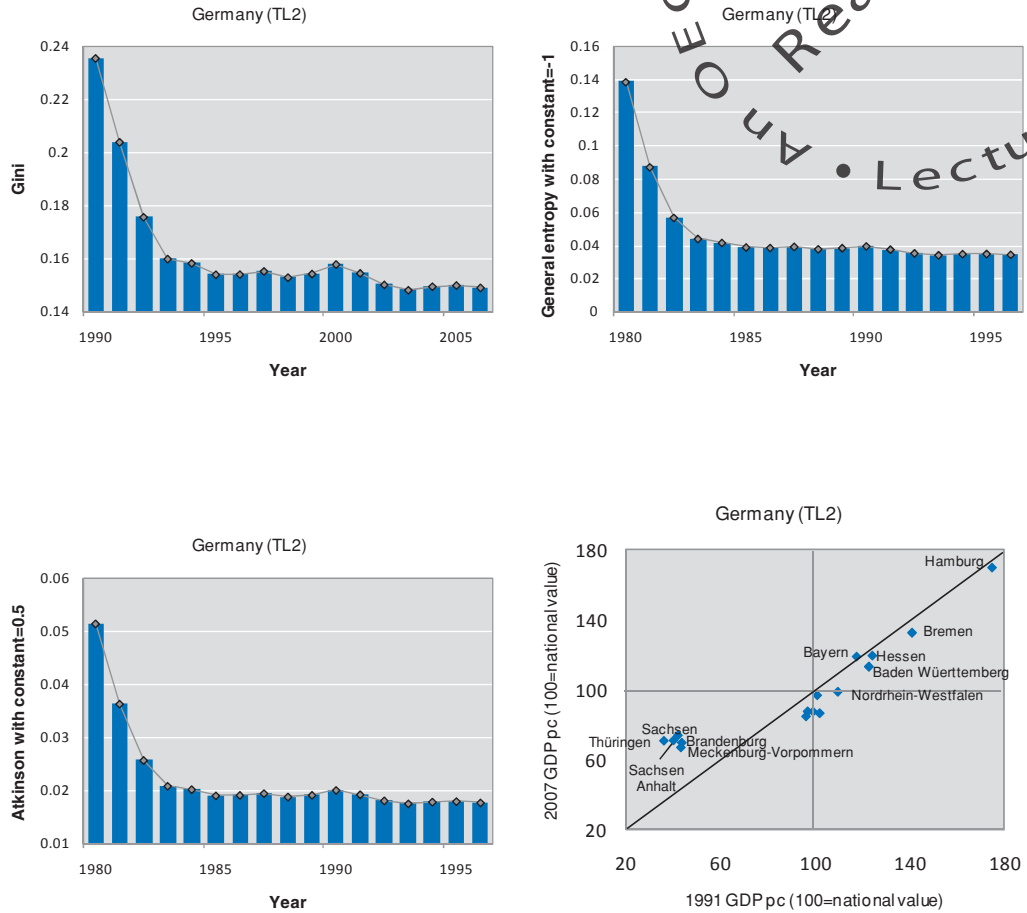 Germany (TL2)
Gini
0.24
0.22
0.2
0.18
0.16
0.14
1990 1995 2000 2005
Year
Germany (TL2)
General entropy with constant=-1
0.16
0.14
0.12
0.1
0.08
0.06
0.04
0.02
0
1980 1985 1990 1995
Year
An OE
Rea
• Lectu
Germany (TL2)
Atkinson with constant=0.5
0.06
0.05
0.04
0.03
0.02
0.01
1980 1985 1990 1995
Year
Germany (TL2)
2007 GDP pc (100=national value)
180
140
100
60
20
Hamburg
Bremen
Bayern
Hessen
Baden Wüerttemberg
Nordrhein-Westfalen
Sachsen
Thüringen
Brandenburg
Meckenburg-Vorpommern
Sachsen
Anhalt
20 60 100 140 180
1991 GDP pc (100=national value)